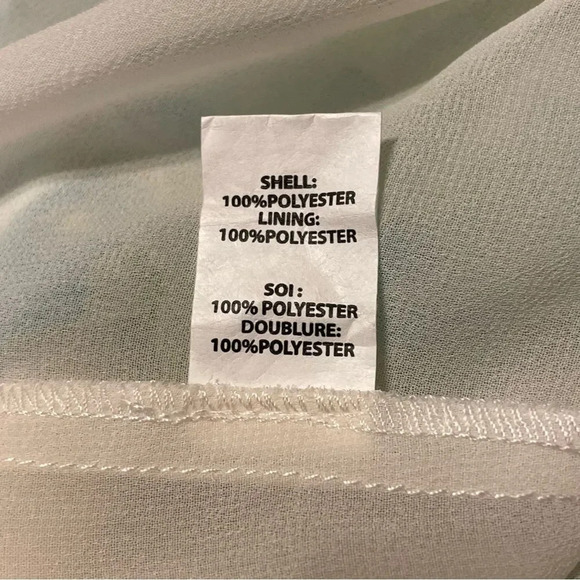 SHELL:
100%POLYESTER
LINING:
100%POLYESTER
SOI :
100% POLYESTER
DOUBLURE:
100%POLYESTER